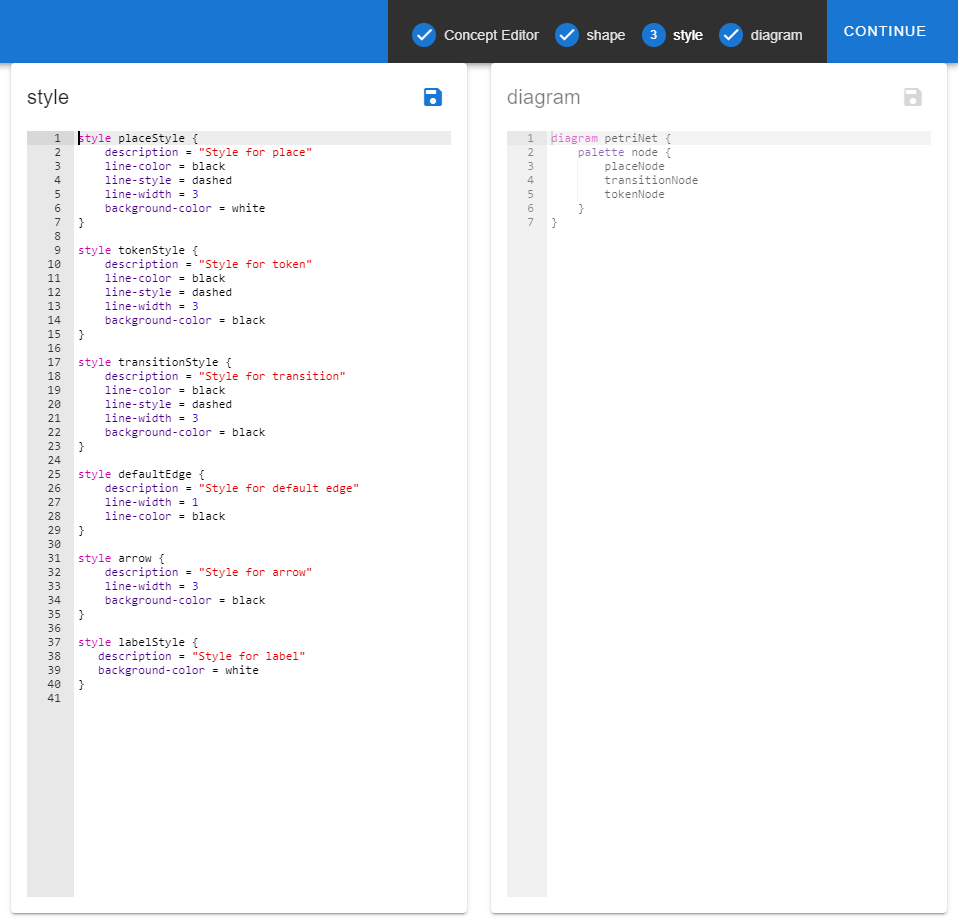 Concept Editor shape 3 style diagram CONTINUE
style
1 style placeStyle {
2     description = "Style for place"
3     line-color = black
4     line-style = dashed
5     line-width = 3
6     background-color = white
7 }
8
9 style tokenStyle {
10     description = "Style for token"
11     line-color = black
12     line-style = dashed
13     line-width = 3
14     background-color = black
15 }
16
17 style transitionStyle {
18     description = "Style for transition"
19     line-color = black
20     line-style = dashed
21     line-width = 3
22     background-color = black
23 }
24
25 style defaultEdge {
26     description = "Style for default edge"
27     line-width = 1
28     line-color = black
29 }
30
31 style arrow {
32     description = "Style for arrow"
33     line-width = 3
34     background-color = black
35 }
36
37 style labelStyle {
38    description = "Style for label"
39    background-color = white
40 }
41
diagram
1 diagram petriNet {
2     palette node {
3         placeNode
4         transitionNode
5         tokenNode
6     }
7 }